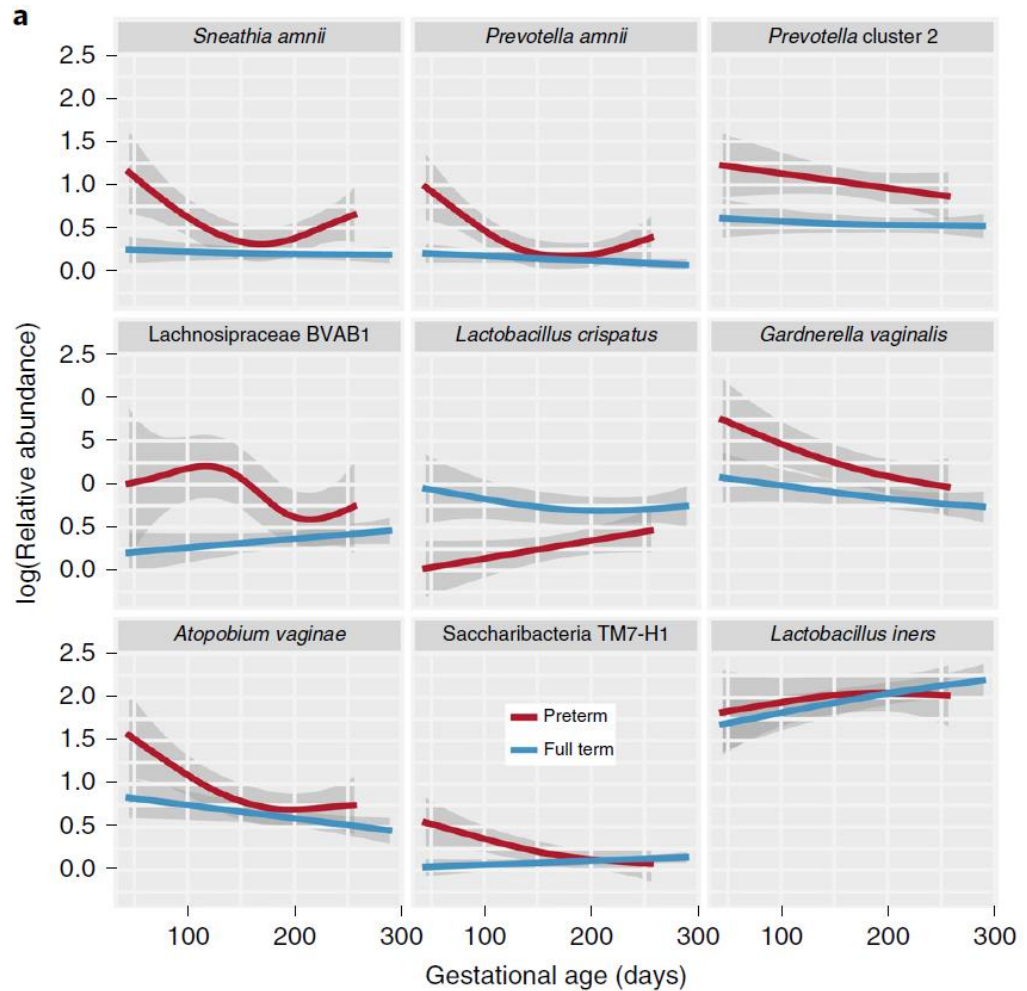 a
Sneathia amnii
Prevotella amnii
Prevotella cluster 2
2.5
2.0
1.5
1.0
0.5
0.0
Lachnosipraceae BVAB1
Lactobacillus crispatus
Gardnerella vaginalis
2.5
0
5
0
0.5
0.0
log(Relative abundance)
Atopobium vaginae
Saccharibacteria TM7-H1
Lactobacillus iners
2.5
2.0
1.5
1.0
0.5
0.0
Preterm
Full term
100 200 300 100 200 300 100 200 300
Gestational age (days)